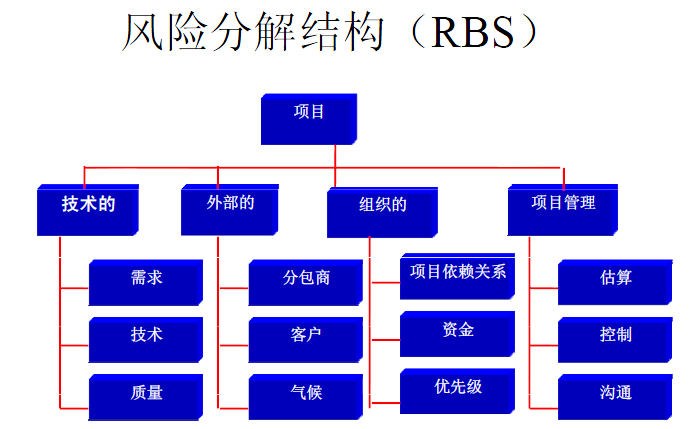 风险分解结构（RBS）
项目
技术的
外部的
组织的
项目管理
需求
分包商
项目依赖关系
估算
技术
客户
资金
控制
质量
气候
优先级
沟通